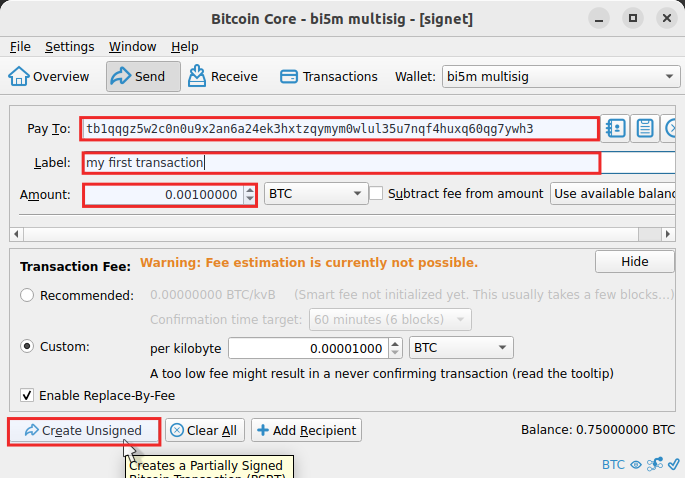 Bitcoin Core - bi5m multisig - [signet]
File Settings Window Help
Overview Send Receive Transactions Wallet: bi5m multisig
Pay To: tb1qqgz5w2c0n0u9x2an6a24ek3hxtzqymym0wlul35u7nqf4huxq60qg7ywh3
Label: my first transaction
Amount: 0.00100000 BTC Subtract fee from amount Use available balanc
Transaction Fee: Warning: Fee estimation is currently not possible. Hide
Recommended: 0.00000000 BTC/kvB (Smart fee not initialized yet. This usually takes a few blocks...)
Confirmation time target: 60 minutes (6 blocks)
Custom: per kilobyte 0.00001000 BTC
A too low fee might result in a never confirming transaction (read the tooltip)
Enable Replace-By-Fee
Create Unsigned Clear All Add Recipient Balance: 0.75000000 BTC
Creates a Partially Signed
Bitcoin Transaction (PSBT)
BTC